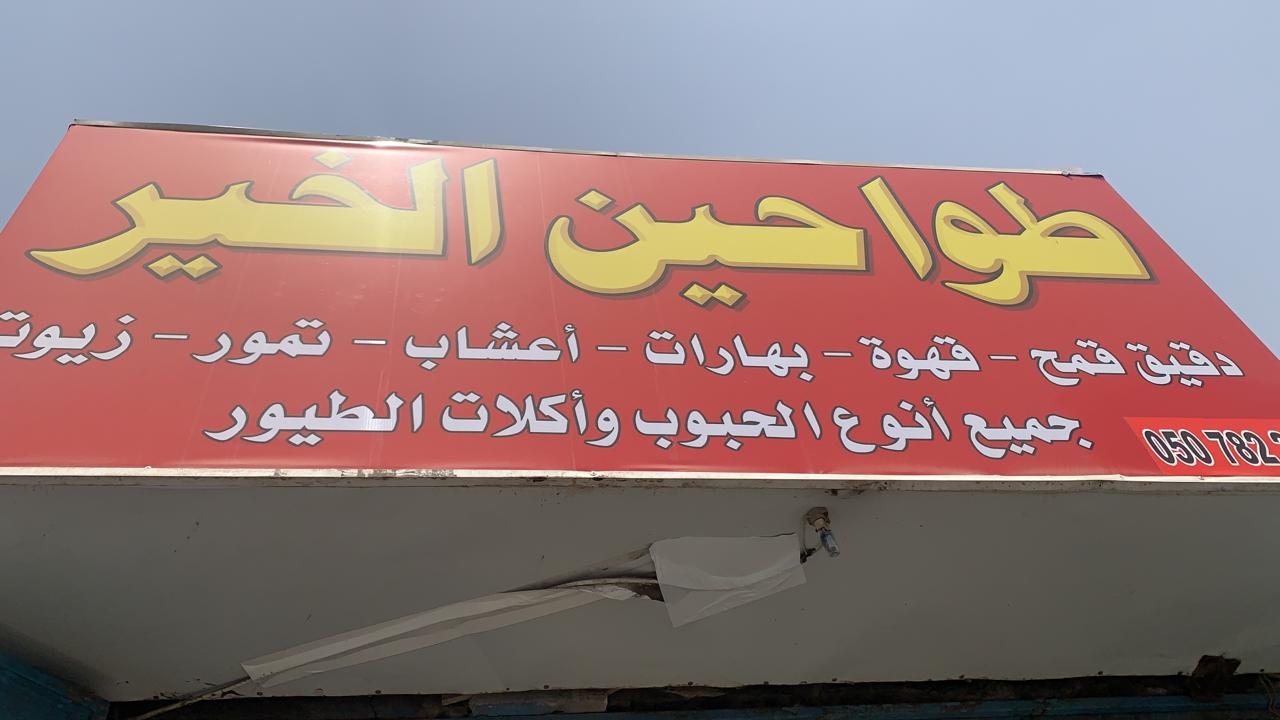 طواحين الخير
دقيق قمح - قهوة - بهارات - أعشاب - تمور - زيوت
جميع أنوع الحبوب وأكلات الطيور
050 782